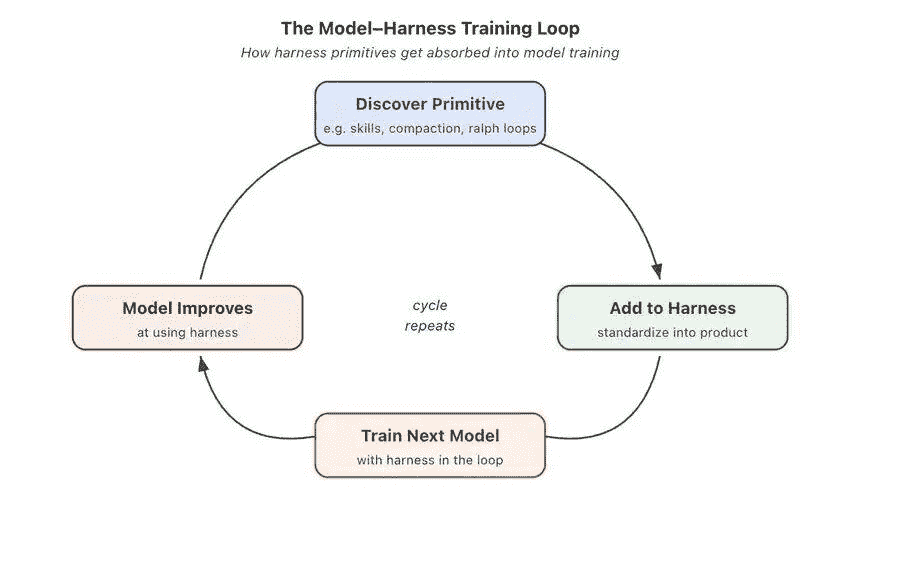 The Model–Harness Training Loop
How harness primitives get absorbed into model training
Discover Primitive
e.g. skills, compaction, ralph loops
Model Improves
at using harness
cycle
repeats
Add to Harness
standardize into product
Train Next Model
with harness in the loop